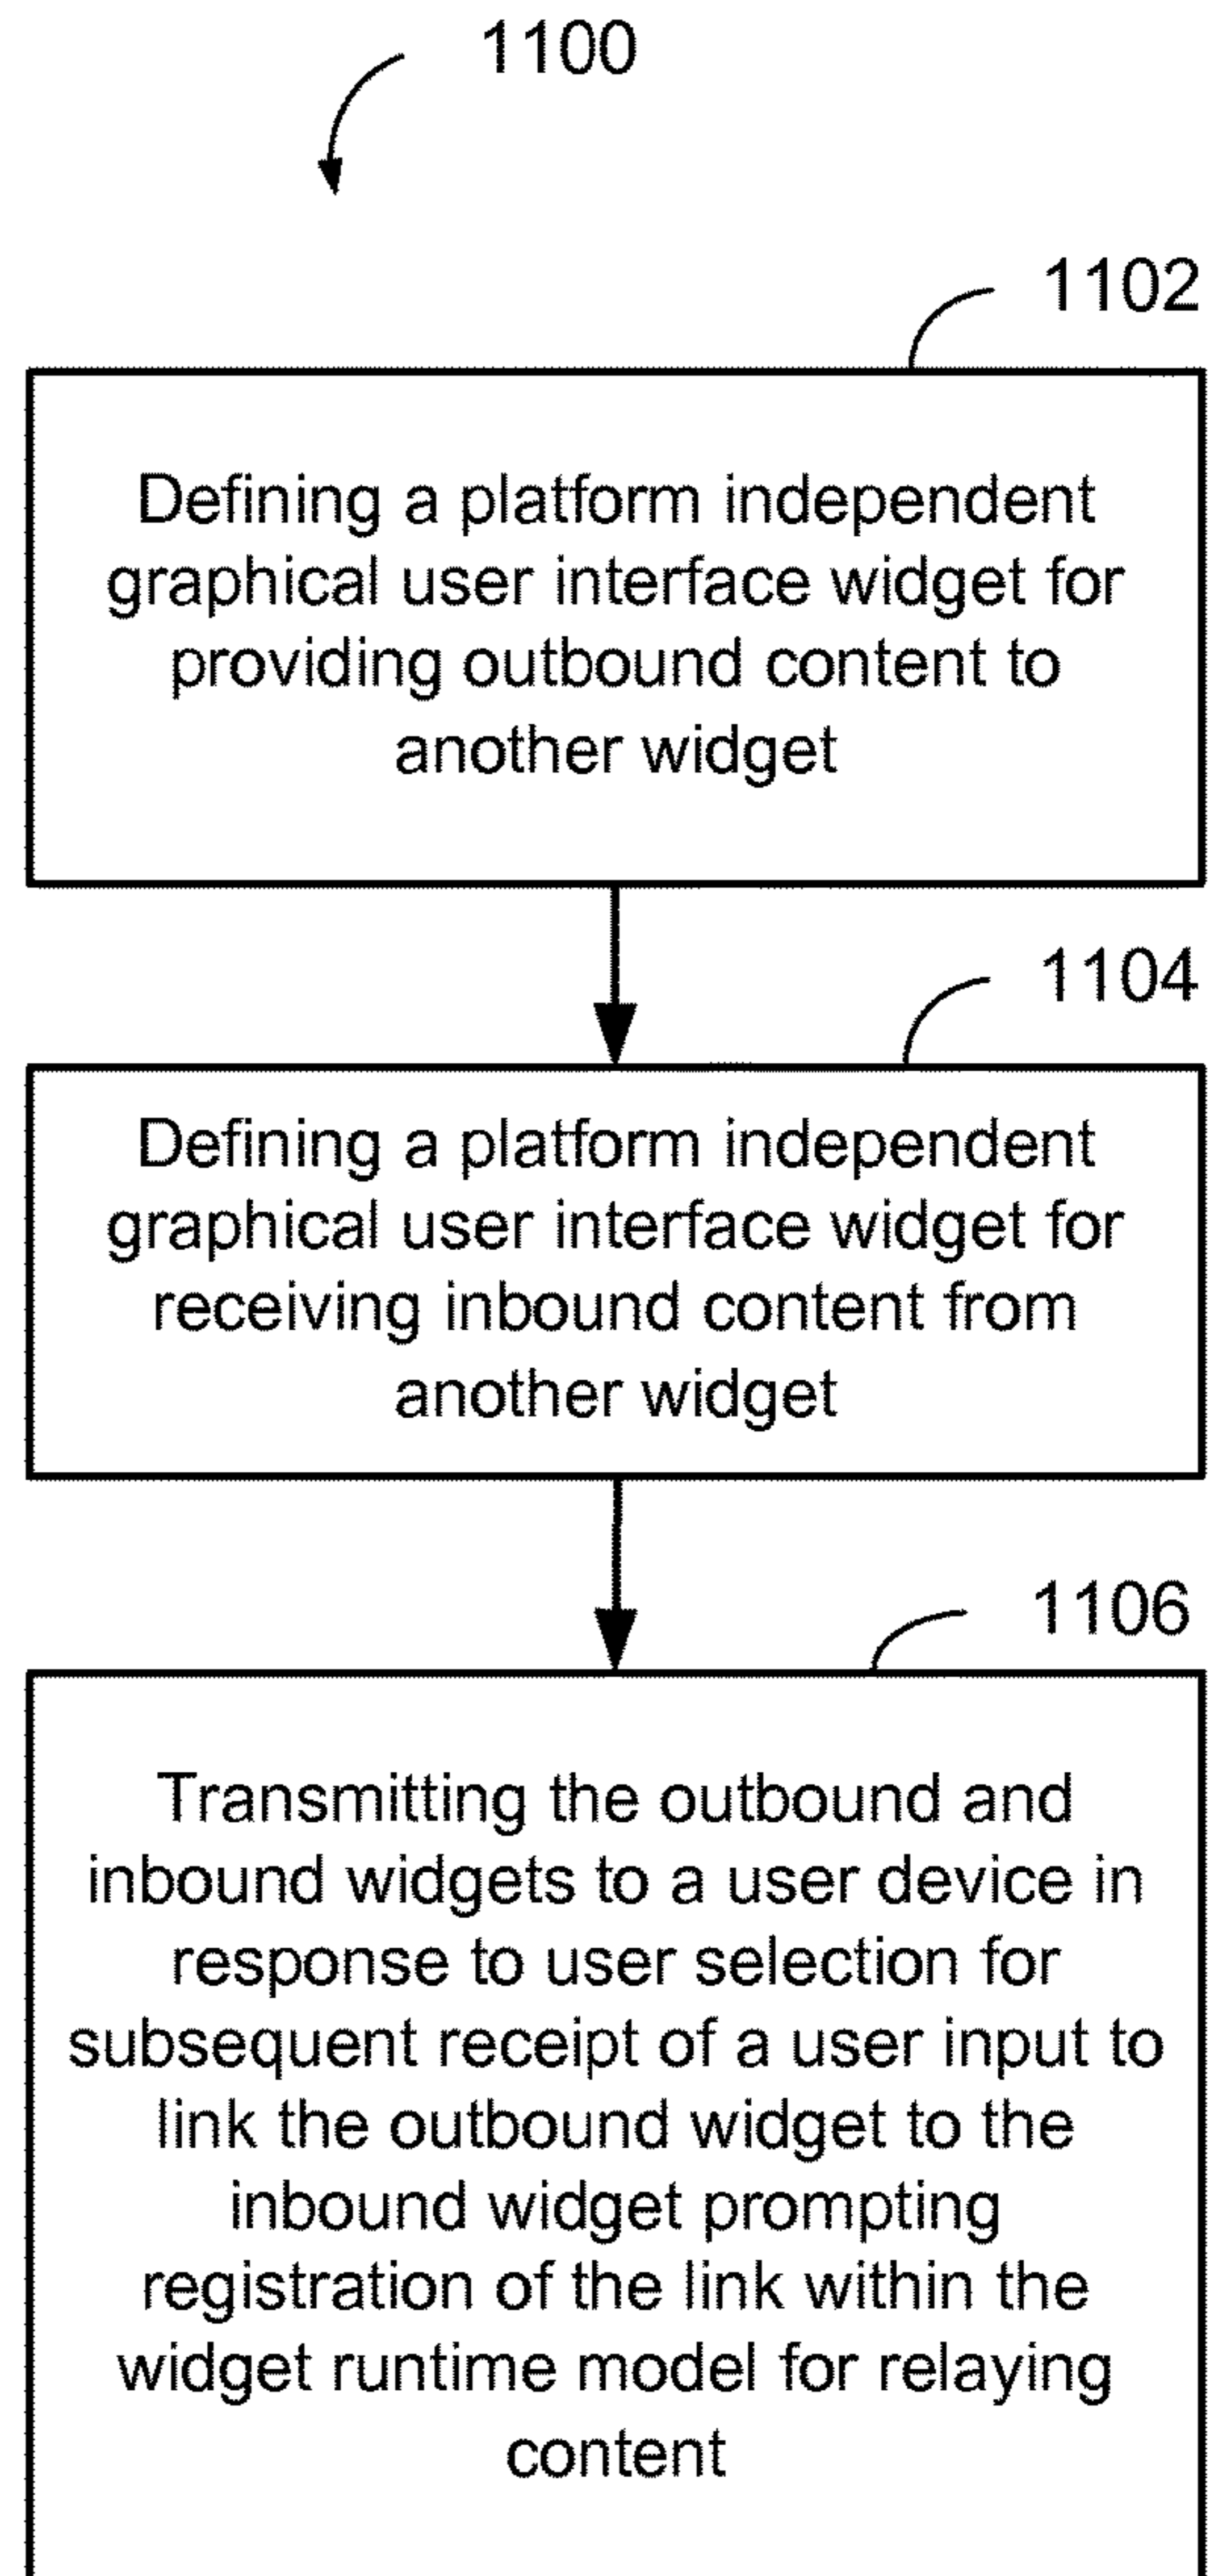 1100
1102
Defining a platform independent
graphical user interface widget for
providing outbound content to
another widget
1104
Defining a platform independent
graphical user interface widget for
receiving inbound content from
another widget
1106
Transmitting the outbound and
inbound widgets to a user device in
response to user selection for
subsequent receipt of a user input to
link the outbound widget to the
inbound widget prompting
registration of the link within the
widget runtime model for relaying
content